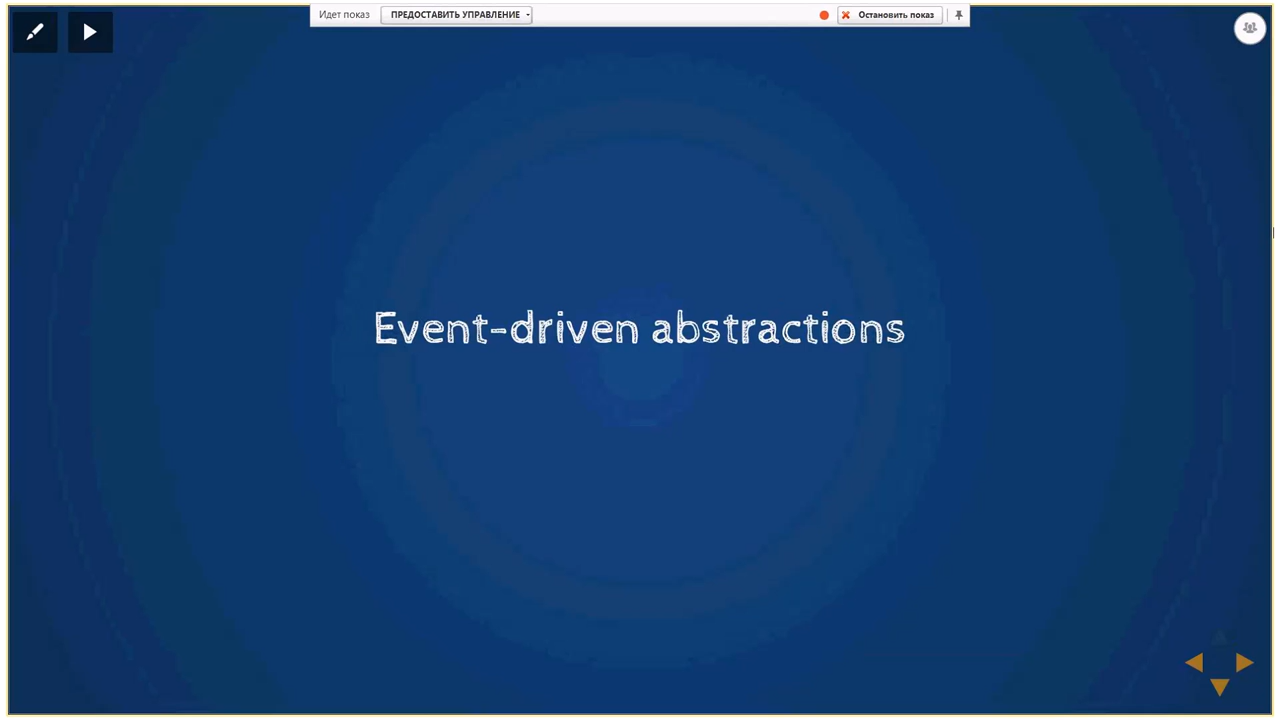 Идет показ ПРЕДОСТАВИТЬ УПРАВЛЕНИЕ Остановить показ
Event-driven abstractions